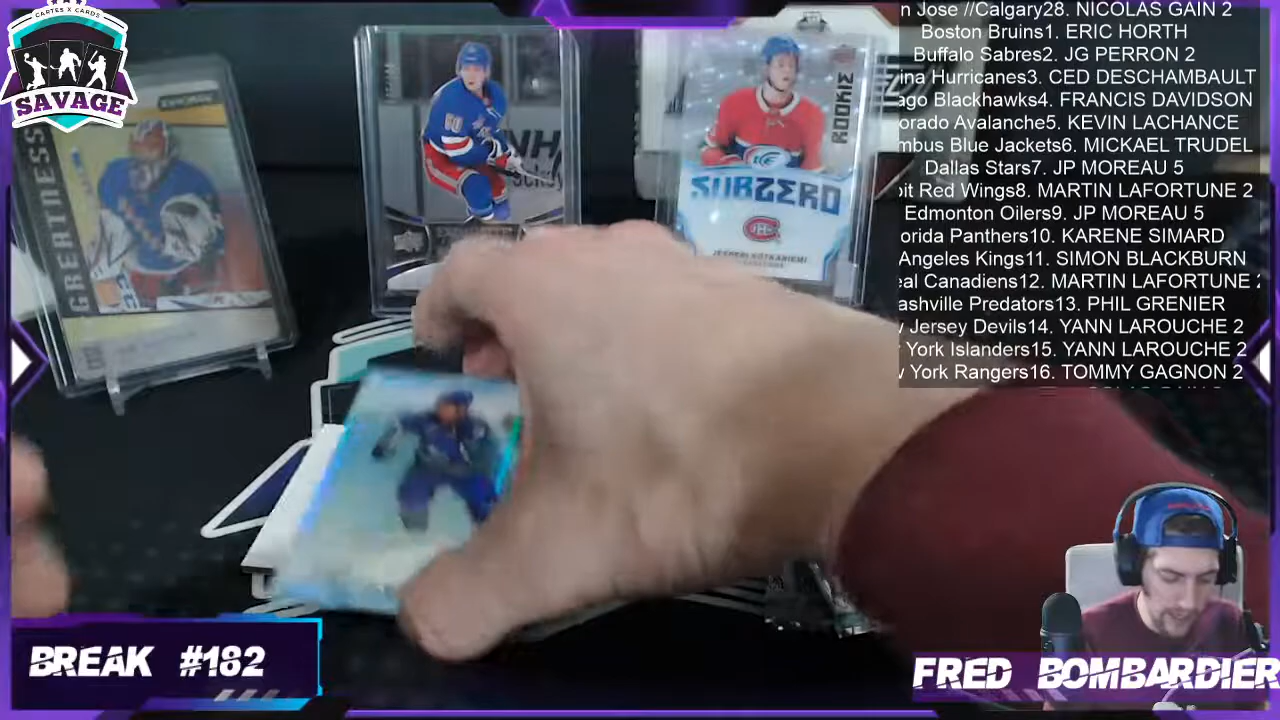 CARTES X CARDS
SAVAGE
GREATNESS
60
NH
ockey
ROOKIE
SUBZERO
JESPERI KOTKANIEMI
n Jose //Calgary28. NICOLAS GAIN 2
Boston Bruins1. ERIC HORTH
Buffalo Sabres2. JG PERRON 2
ina Hurricanes3. CED DESCHAMBAULT
ago Blackhawks4. FRANCIS DAVIDSON
orado Avalanche5. KEVIN LACHANCE
mbus Blue Jackets6. MICKAEL TRUDEL
Dallas Stars7. JP MOREAU 5
oit Red Wings8. MARTIN LAFORTUNE 2
Edmonton Oilers9. JP MOREAU 5
orida Panthers10. KARENE SIMARD
Angeles Kings11. SIMON BLACKBURN
eal Canadiens12. MARTIN LAFORTUNE 2
ashville Predators13. PHIL GRENIER
v Jersey Devils14. YANN LAROUCHE 2
York Islanders15. YANN LAROUCHE 2
v York Rangers16. TOMMY GAGNON 2
BREAK #182
FRED BOMBARDIER